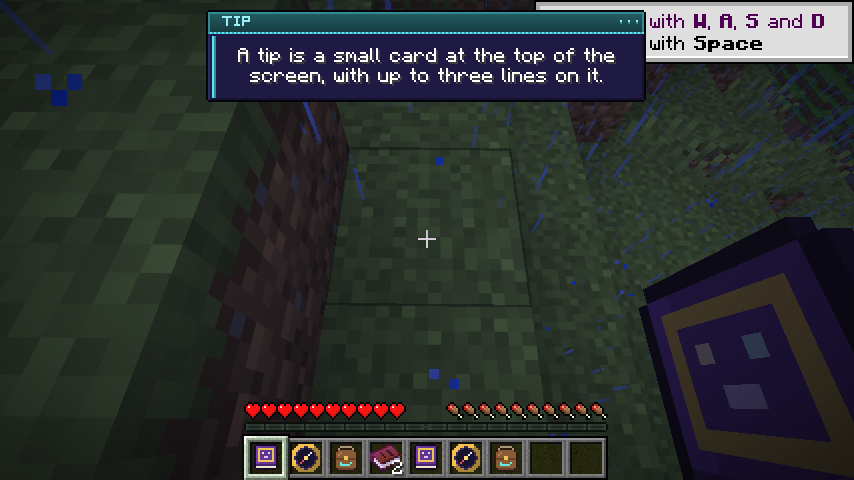 TIP
A tip is a small card at the top of the
screen, with up to three lines on it.
with W, A, S and D
with Space
2